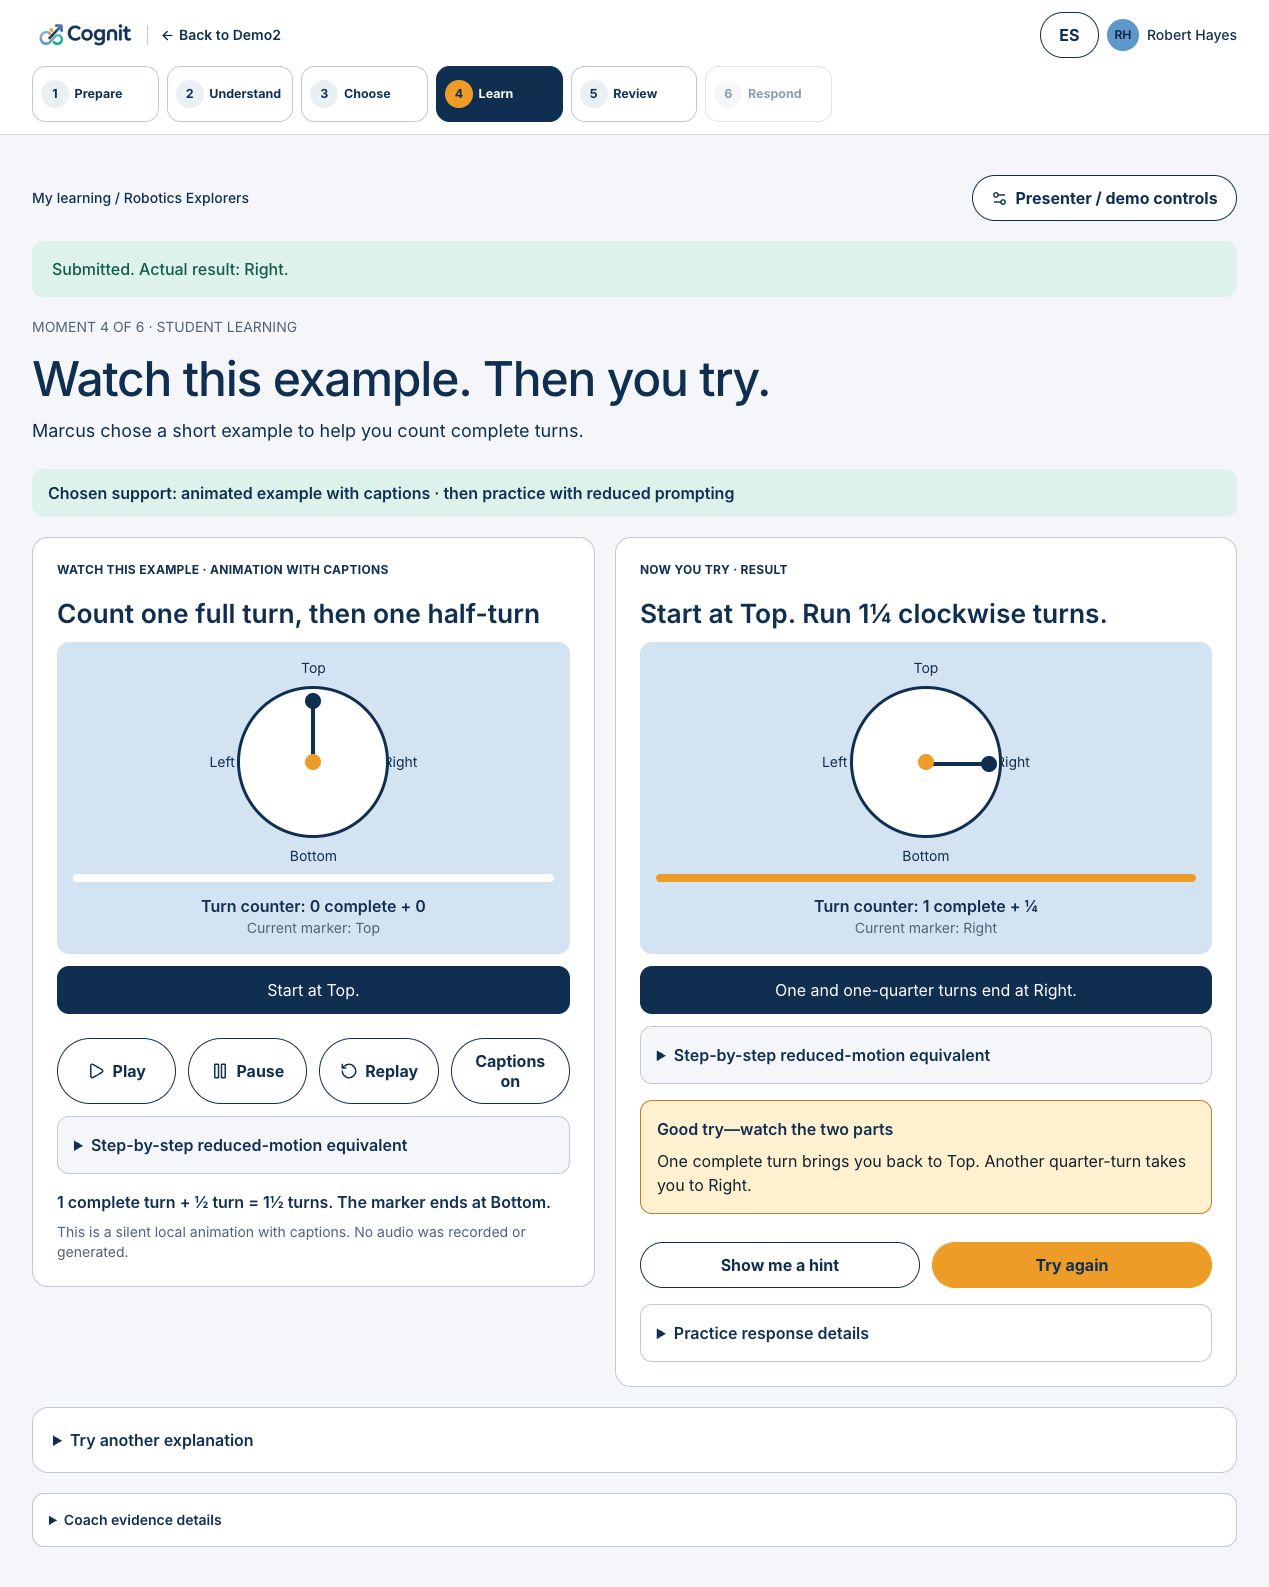 Cognit
← Back to Demo2
ES
RH
Robert Hayes
1 Prepare
2 Understand
3 Choose
4 Learn
5 Review
6 Respond
My learning / Robotics Explorers
Presenter / demo controls
Submitted. Actual result: Right.
MOMENT 4 OF 6 · STUDENT LEARNING
Watch this example. Then you try.
Marcus chose a short example to help you count complete turns.
Chosen support: animated example with captions · then practice with reduced prompting
WATCH THIS EXAMPLE · ANIMATION WITH CAPTIONS
Count one full turn, then one half-turn
Top
Left
Right
Bottom
Turn counter: 0 complete + 0
Current marker: Top
Start at Top.
Play
Pause
Replay
Captions
on
Step-by-step reduced-motion equivalent
1 complete turn + ½ turn = 1½ turns. The marker ends at Bottom.
This is a silent local animation with captions. No audio was recorded or
generated.
NOW YOU TRY · RESULT
Start at Top. Run 1¼ clockwise turns.
Top
Left
Right
Bottom
Turn counter: 1 complete + ¼
Current marker: Right
One and one-quarter turns end at Right.
Step-by-step reduced-motion equivalent
Good try—watch the two parts
One complete turn brings you back to Top. Another quarter-turn takes
you to Right.
Show me a hint
Try again
Practice response details
Try another explanation
Coach evidence details